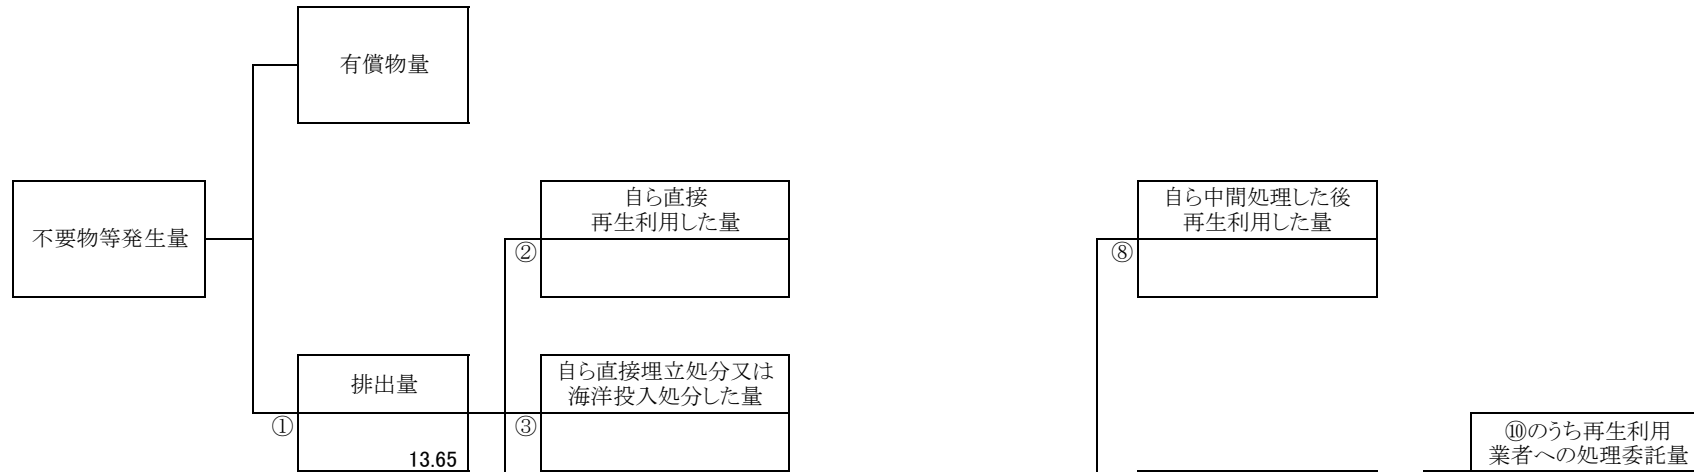 有償物量
不要物等発生量
自ら直接
再生利用した量
②
自ら中間処理した後
再生利用した量
⑧
排出量
①
13.65
自ら直接埋立処分又は
海洋投入処分した量
③
⑩のうち再生利用
業者への処理委託量